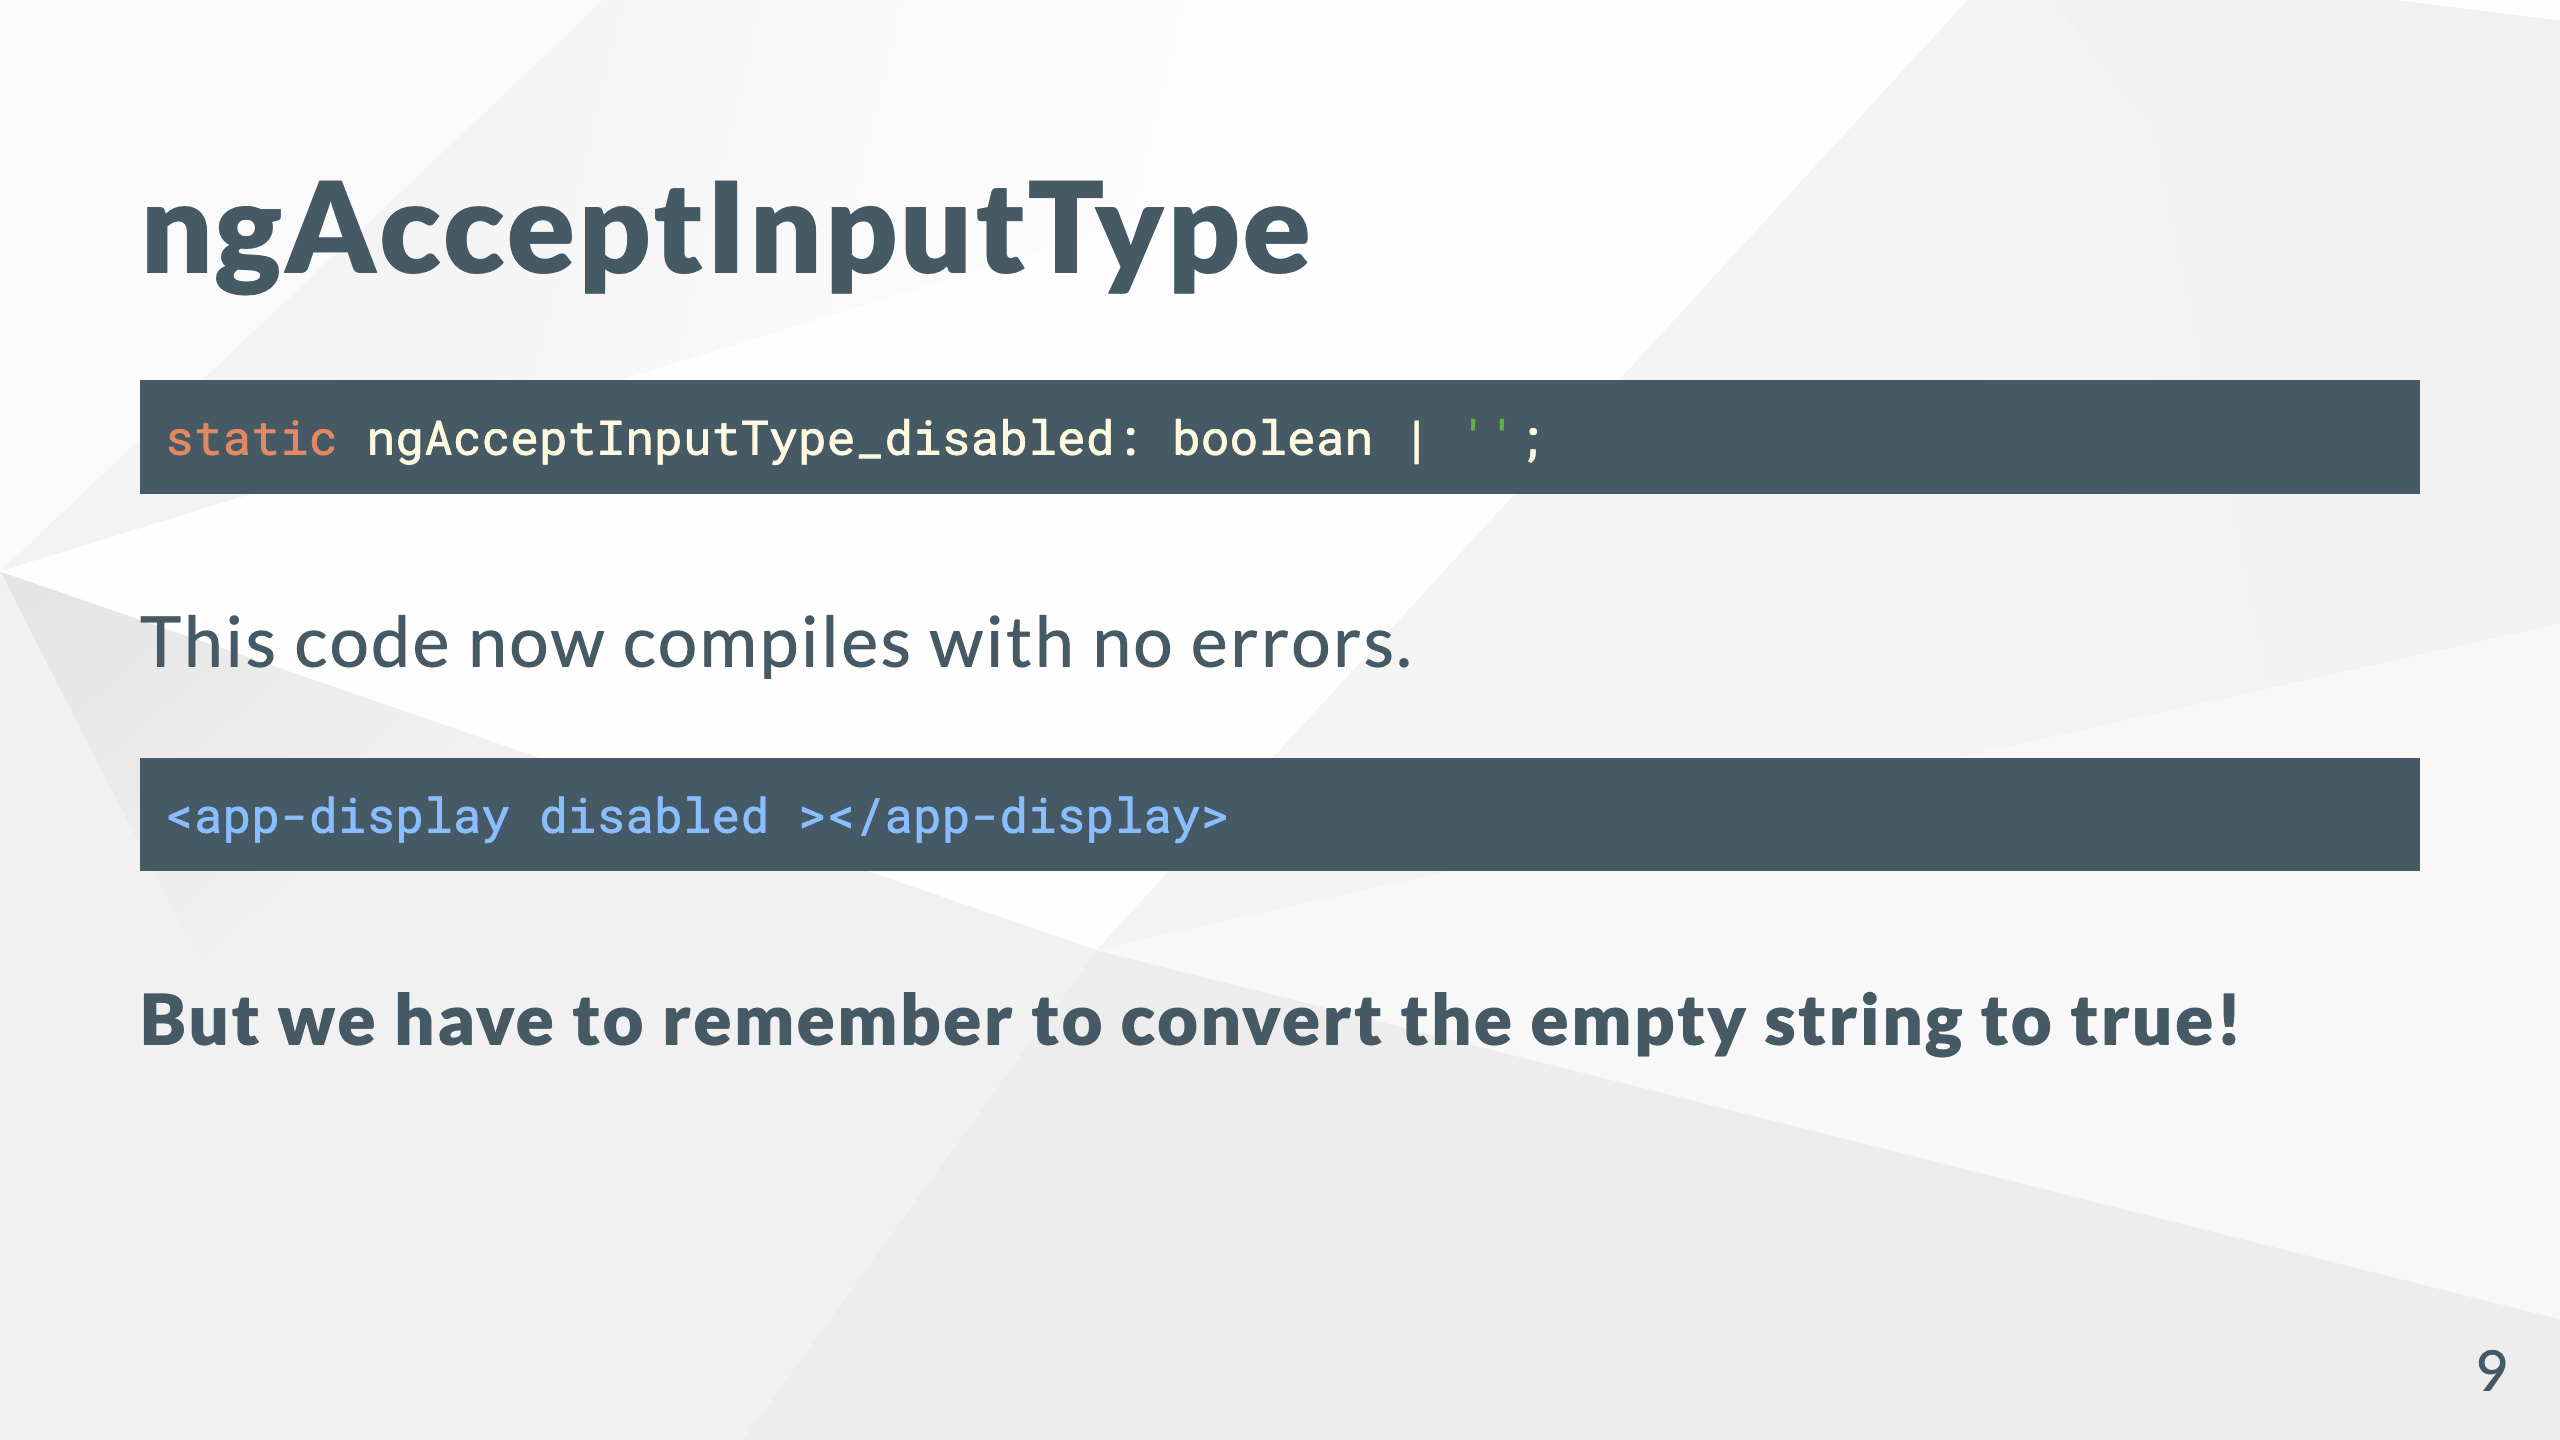 ngAcceptInputType
static ngAcceptInputType_disabled: boolean | '';
This code now compiles with no errors.
<app-display disabled ></app-display>
But we have to remember to convert the empty string to true!
9